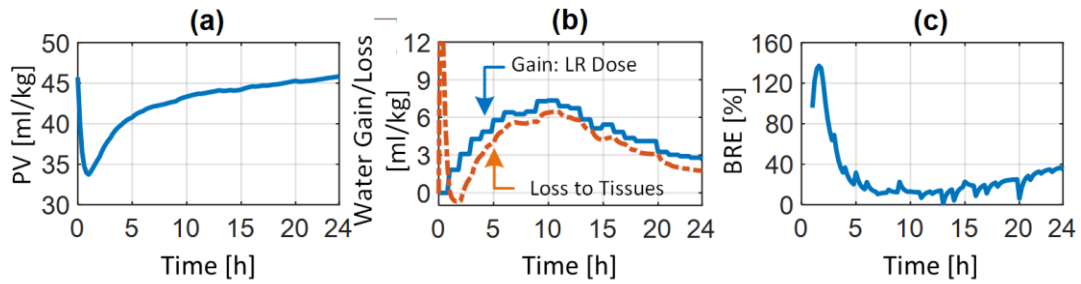 (a)
PV [ml/kg]
50
45
40
35
30
0 5 10 15 20 24
Time [h]
(b)
Water Gain/Loss
[ml/kg]
12
9
6
3
0
Gain: LR Dose
Loss to Tissues
0 5 10 15 20 24
Time [h]
(c)
BRE [%]
160
120
80
40
0
0 5 10 15 20 24
Time [h]